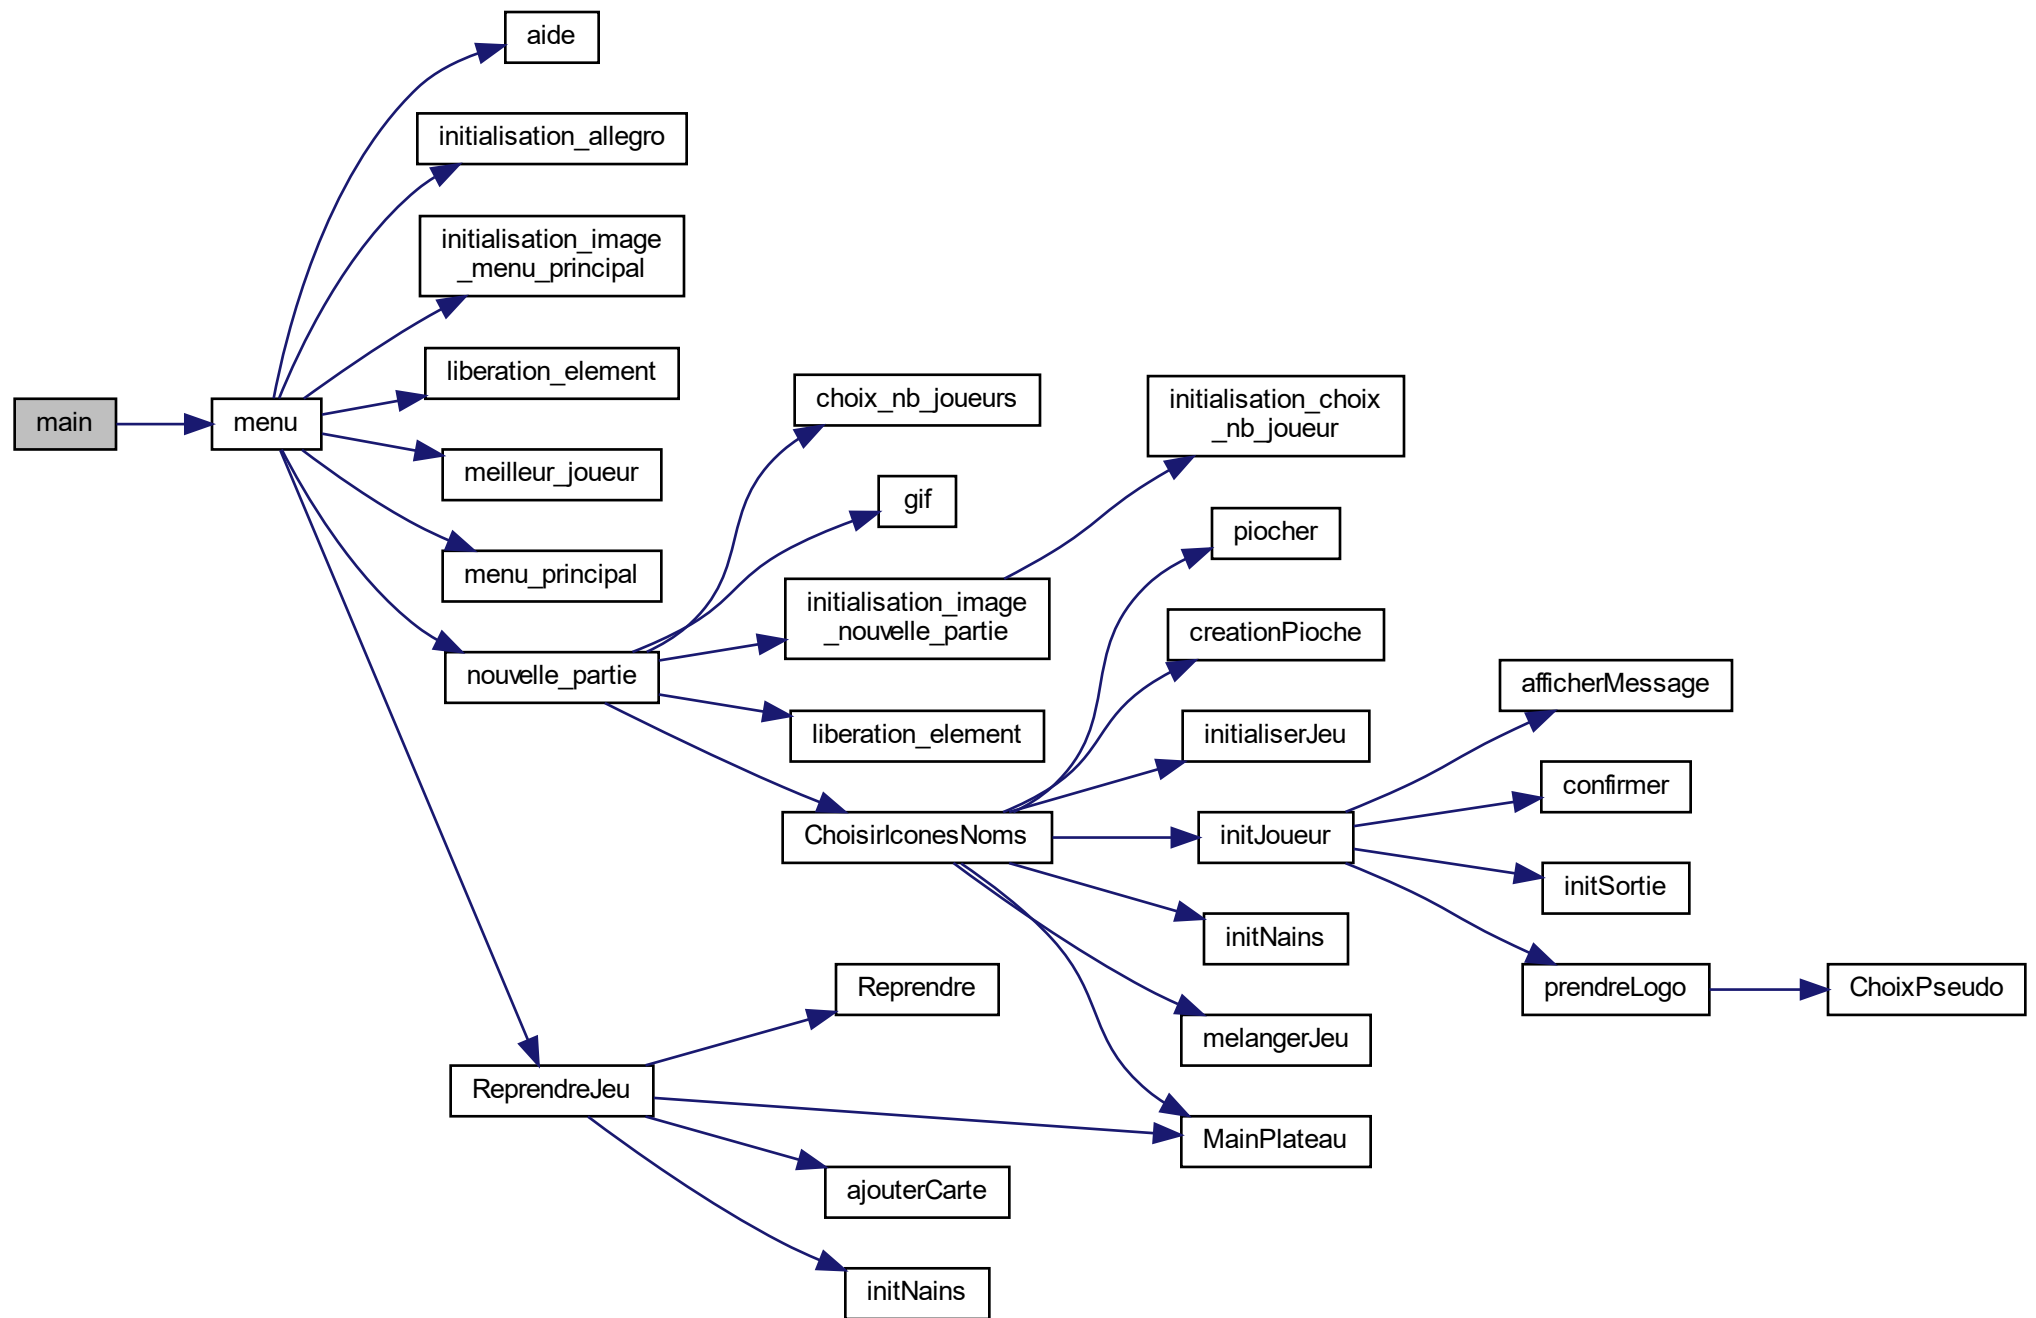 main
menu
aide
initialisation_allegro
initialisation_image
_menu_principal
liberation_element
meilleur_joueur
menu_principal
nouvelle_partie
ReprendreJeu
choix_nb_joueurs
gif
initialisation_image
_nouvelle_partie
liberation_element
ChoisirIconesNoms
Reprendre
ajouterCarte
initNains
initialisation_choix
_nb_joueur
piocher
creationPioche
initialiserJeu
initJoueur
initNains
melangerJeu
MainPlateau
afficherMessage
confirmer
initSortie
prendreLogo
ChoixPseudo